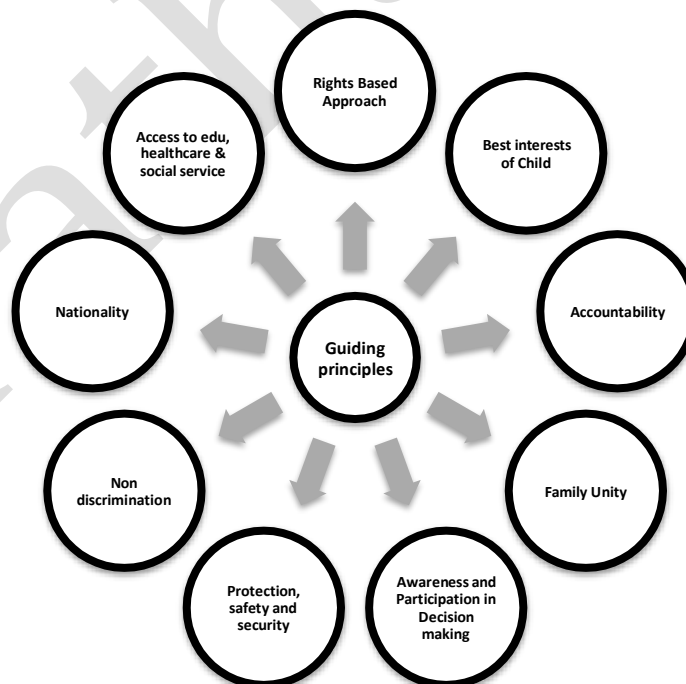 Rights Based
Approach
Best interests
of Child
Accountability
Family Unity
Awareness and
Participation in
Decision
making
Protection,
safety and
security
Non
discrimination
Nationality
Access to edu,
healthcare &
social service
Guiding
principles